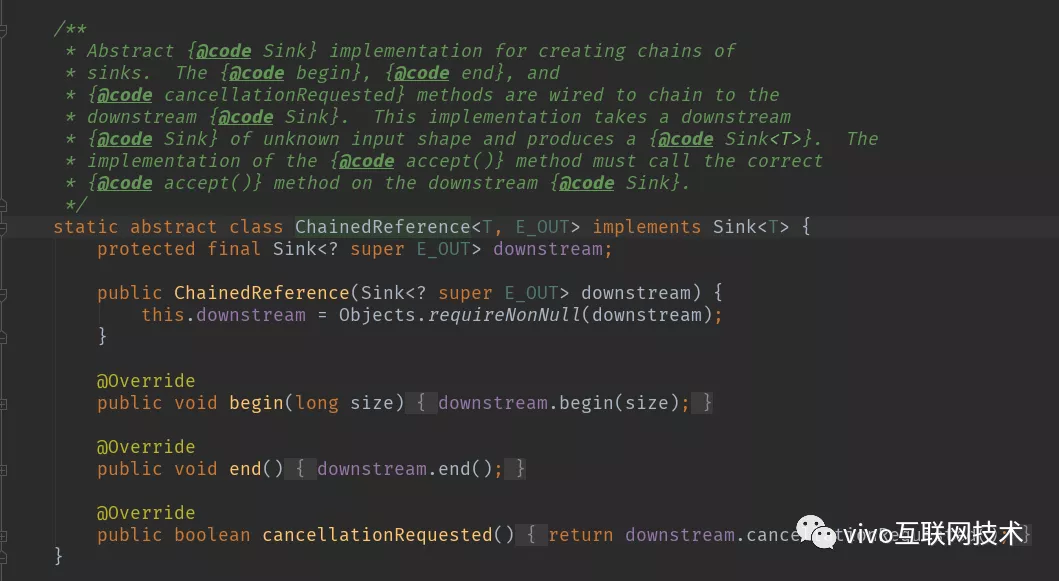 /**
 * Abstract {@code Sink} implementation for creating chains of
 * sinks.  The {@code begin}, {@code end}, and
 * {@code cancellationRequested} methods are wired to chain to the
 * downstream {@code Sink}.  This implementation takes a downstream
 * {@code Sink} of unknown input shape and produces a {@code Sink<T>}.  The
 * implementation of the {@code accept()} method must call the correct
 * {@code accept()} method on the downstream {@code Sink}.
 */
static abstract class ChainedReference<T, E_OUT> implements Sink<T> {
    protected final Sink<? super E_OUT> downstream;
    public ChainedReference(Sink<? super E_OUT> downstream) {
        this.downstream = Objects.requireNonNull(downstream);
    }
    @Override
    public void begin(long size) { downstream.begin(size); }
    @Override
    public void end() { downstream.end(); }
    @Override
    public boolean cancellationRequested() { return downstream. }
vivo互联网技术
}